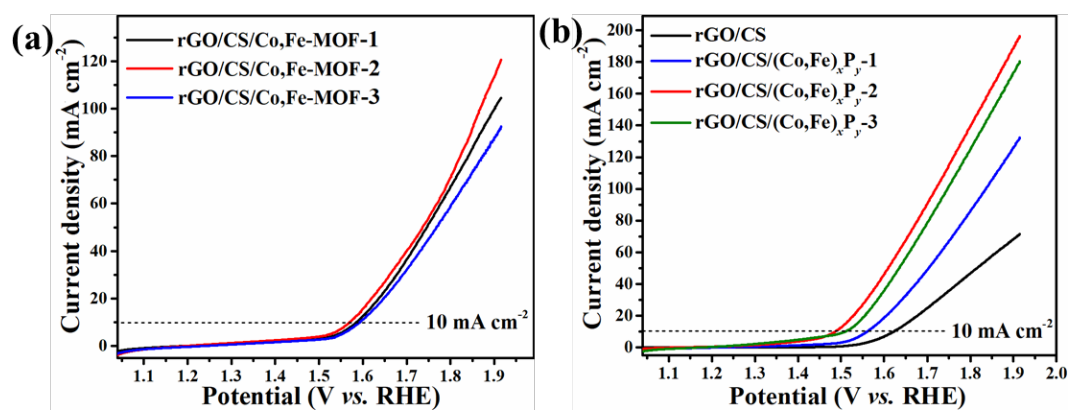 (a)
rGO/CS/Co,Fe-MOF-1
rGO/CS/Co,Fe-MOF-2
rGO/CS/Co,Fe-MOF-3
120
100
80
60
40
20
0
Current density (mA cm-2)
10 mA cm-2
1.1 1.2 1.3 1.4 1.5 1.6 1.7 1.8 1.9
Potential (V vs. RHE)
(b)
rGO/CS
rGO/CS/(Co,Fe)xPy-1
rGO/CS/(Co,Fe)xPy-2
rGO/CS/(Co,Fe)xPy-3
200
180
160
140
120
100
80
60
40
20
0
Current density (mA cm-2)
10 mA cm-2
1.1 1.2 1.3 1.4 1.5 1.6 1.7 1.8 1.9 2.0
Potential (V vs. RHE)